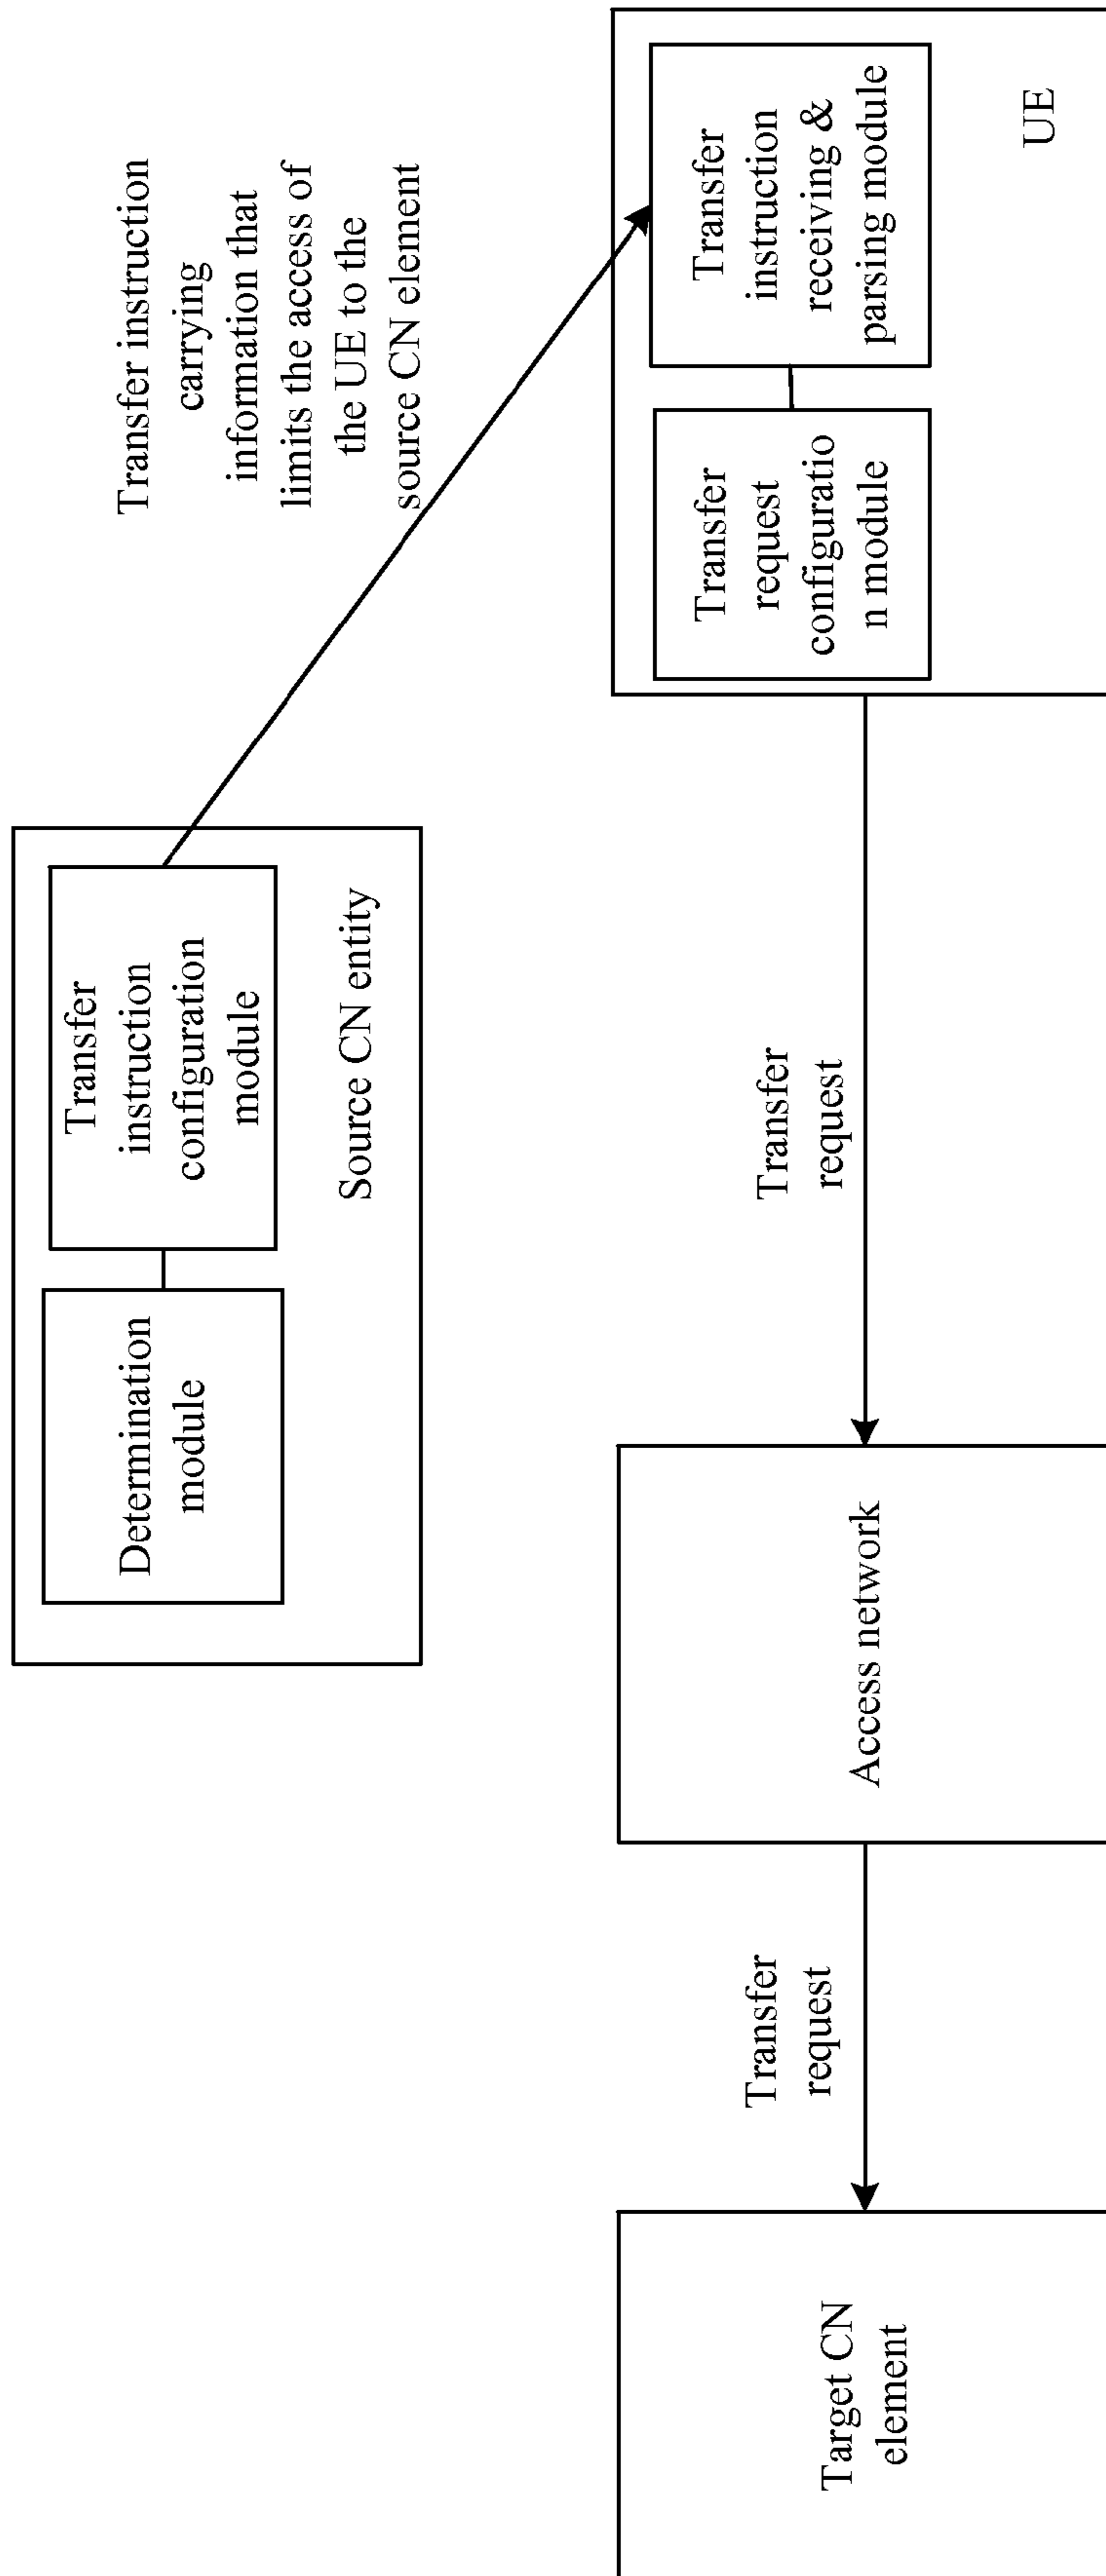 Determination
module
Transfer
instruction
configuration
module
Source CN entity
Transfer instruction
carrying
information that
limits the access of
the UE to the
source CN element
Target CN
element
Transfer
request
Access network
Transfer
request
Transfer
request
configuratio
n module
Transfer
instruction
receiving &
parsing module
UE